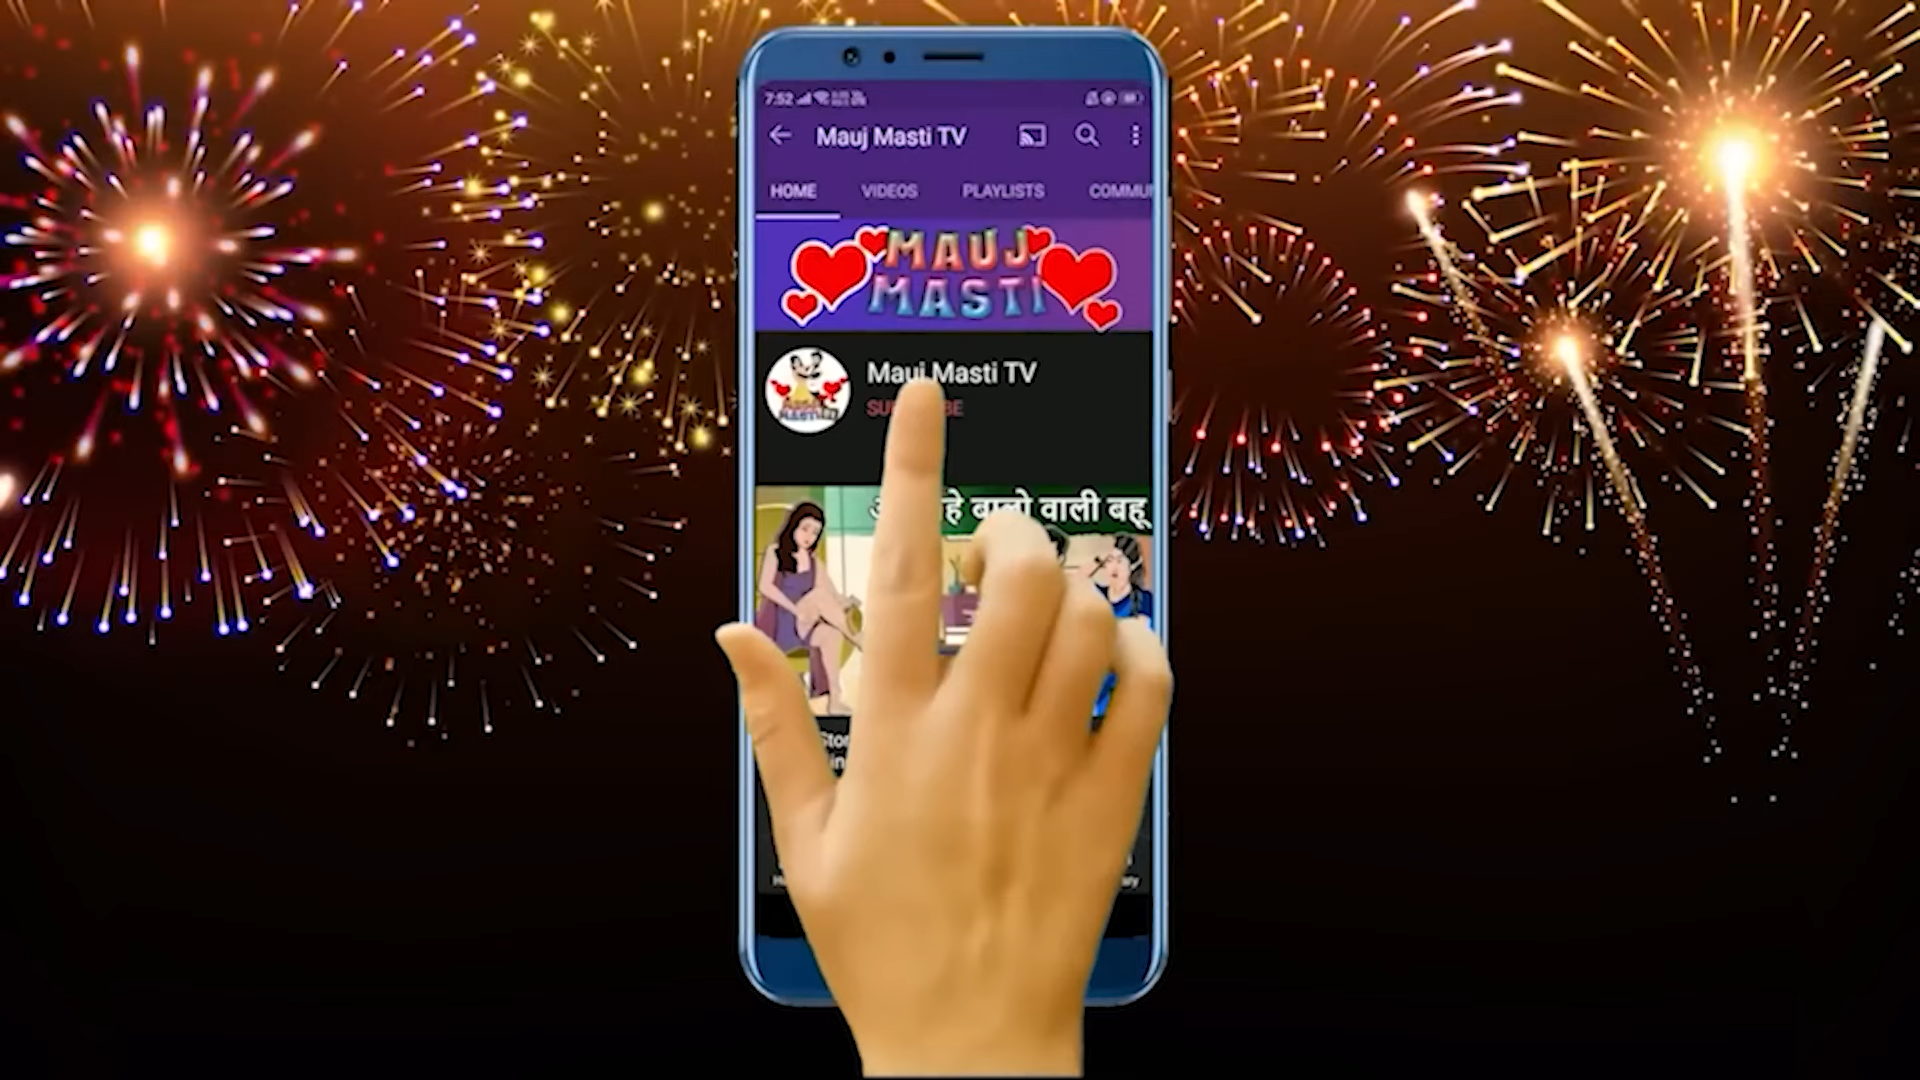 7:52
Mauj Masti TV
HOME VIDEOS PLAYLISTS COMMU
MAUJ
MASTI
Mauj Masti TV
हे बालो वाली बहू